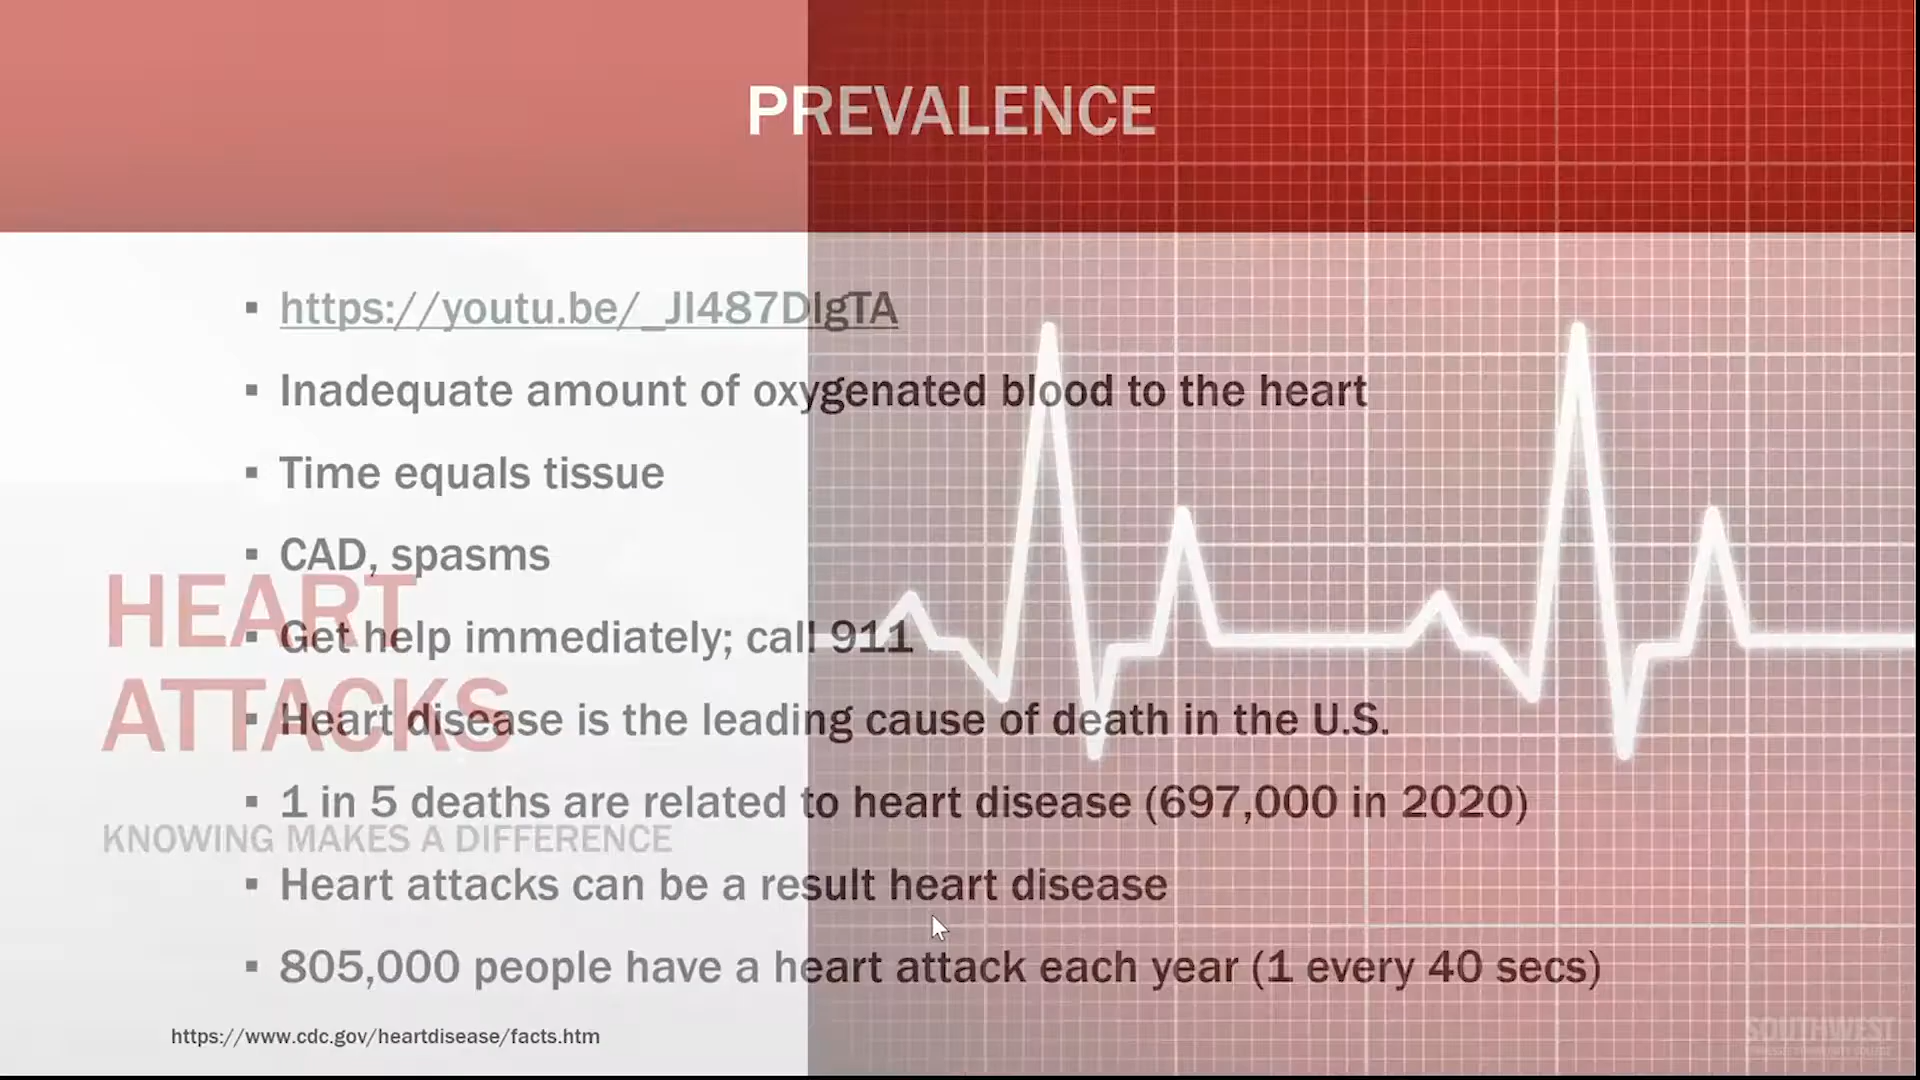 PREVALENCE
▪ https://youtu.be/_JI487DIgTA
▪ Inadequate amount of oxygenated blood to the heart
▪ Time equals tissue
▪ CAD, spasms
▪ Get help immediately; call 911
▪ Heart disease is the leading cause of death in the U.S.
▪ 1 in 5 deaths are related to heart disease (697,000 in 2020)
▪ Heart attacks can be a result heart disease
▪ 805,000 people have a heart attack each year (1 every 40 secs)
https://www.cdc.gov/heartdisease/facts.htm
HEART
ATTACKS
KNOWING MAKES A DIFFERENCE
SOUTHWEST